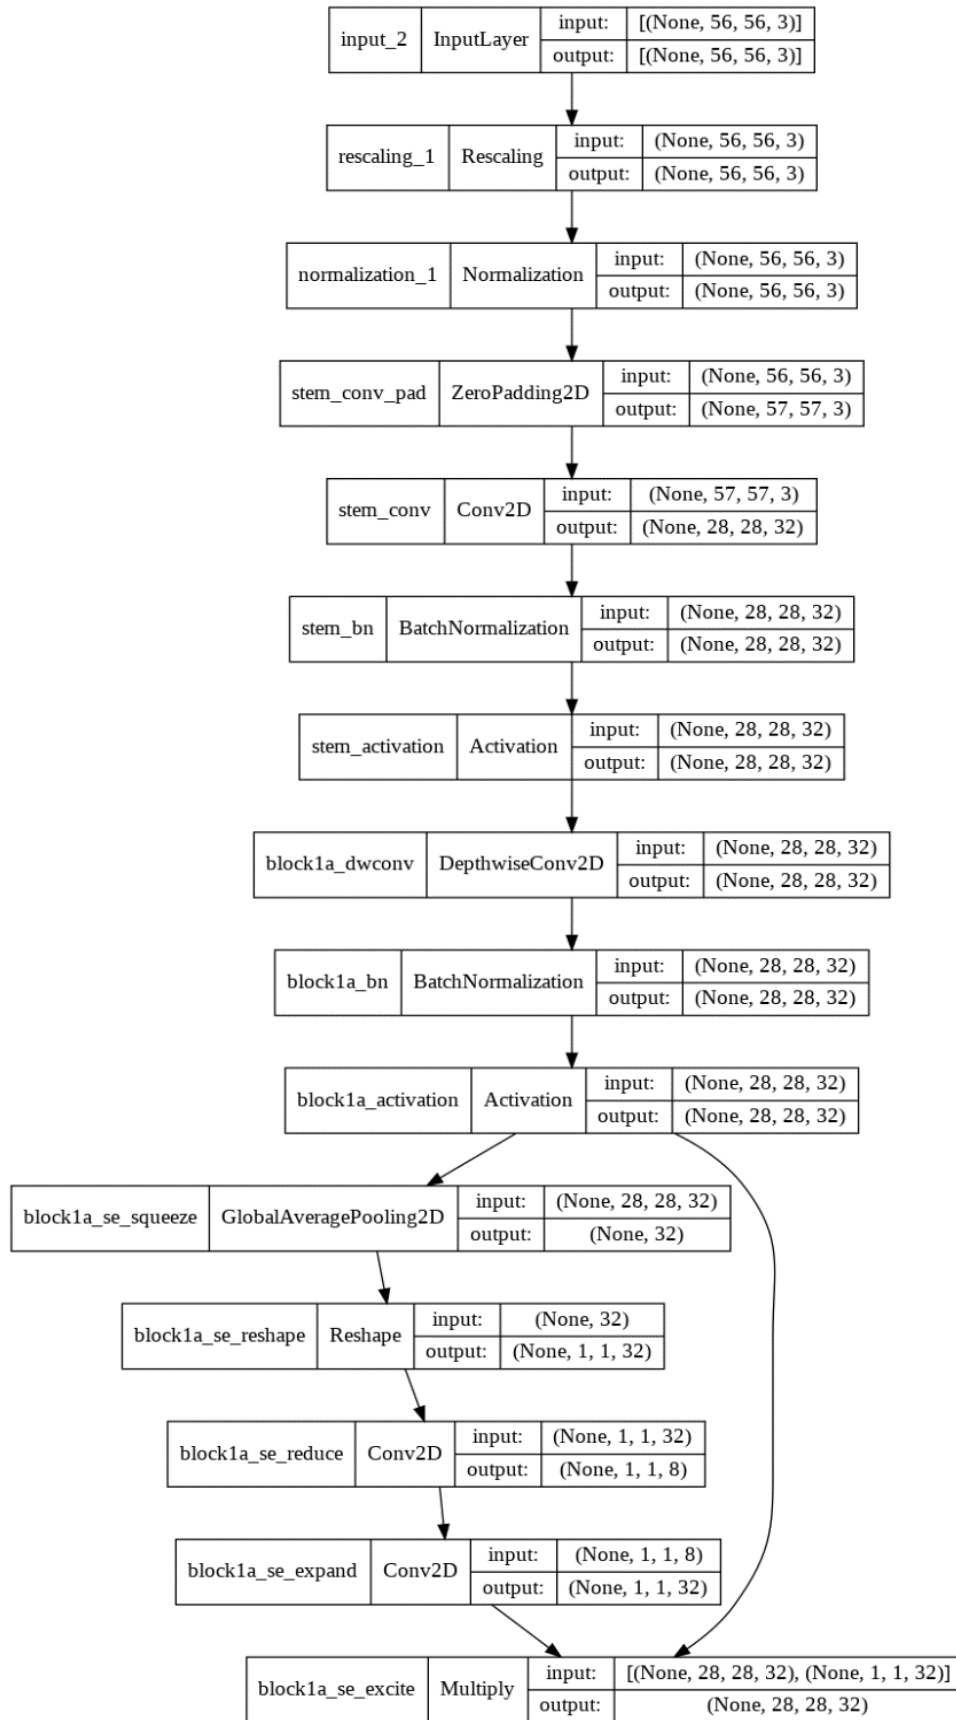 input_2 InputLayer input: [(None, 56, 56, 3)]
output: [(None, 56, 56, 3)]
rescaling_1 Rescaling input: (None, 56, 56, 3)
output: (None, 56, 56, 3)
normalization_1 Normalization input: (None, 56, 56, 3)
output: (None, 56, 56, 3)
stem_conv_pad ZeroPadding2D input: (None, 56, 56, 3)
output: (None, 57, 57, 3)
stem_conv Conv2D input: (None, 57, 57, 3)
output: (None, 28, 28, 32)
stem_bn BatchNormalization input: (None, 28, 28, 32)
output: (None, 28, 28, 32)
stem_activation Activation input: (None, 28, 28, 32)
output: (None, 28, 28, 32)
block1a_dwconv DepthwiseConv2D input: (None, 28, 28, 32)
output: (None, 28, 28, 32)
block1a_bn BatchNormalization input: (None, 28, 28, 32)
output: (None, 28, 28, 32)
block1a_activation Activation input: (None, 28, 28, 32)
output: (None, 28, 28, 32)
block1a_se_squeeze GlobalAveragePooling2D input: (None, 28, 28, 32)
output: (None, 32)
block1a_se_reshape Reshape input: (None, 32)
output: (None, 1, 1, 32)
block1a_se_reduce Conv2D input: (None, 1, 1, 32)
output: (None, 1, 1, 8)
block1a_se_expand Conv2D input: (None, 1, 1, 8)
output: (None, 1, 1, 32)
block1a_se_excite Multiply input: [(None, 28, 28, 32), (None, 1, 1, 32)]
output: (None, 28, 28, 32)